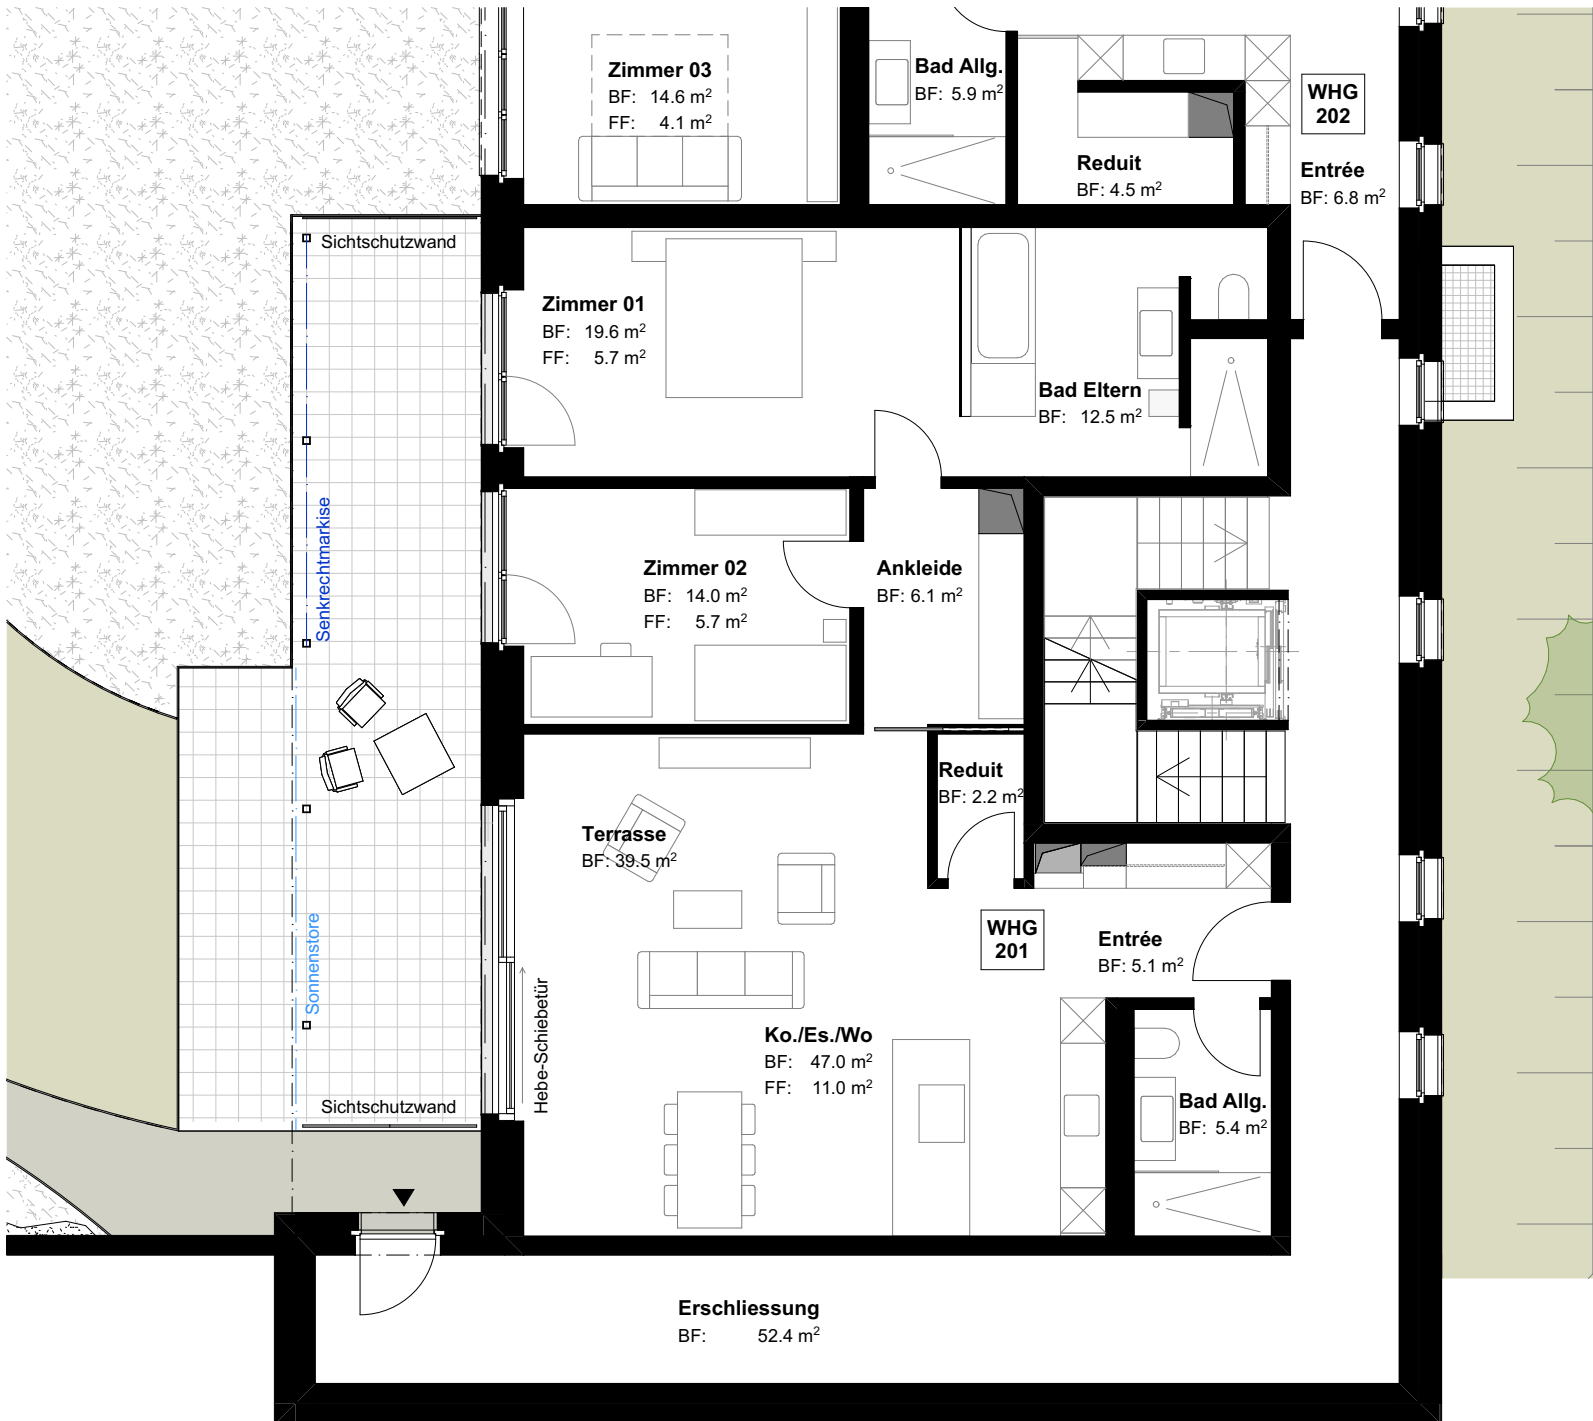 Zimmer 03
BF: 14.6 m²
FF: 4.1 m²
Bad Allg.
BF: 5.9 m²
WHG
202
Reduit
BF: 4.5 m²
Entrée
BF: 6.8 m²
Sichtschutzwand
Zimmer 01
BF: 19.6 m²
FF: 5.7 m²
Bad Eltern
BF: 12.5 m²
Senkrechtmarkise
Zimmer 02
BF: 14.0 m²
FF: 5.7 m²
Ankleide
BF: 6.1 m²
Reduit
BF: 2.2 m²
Terrasse
BF: 39.5 m²
Sonnenstore
WHG
201
Entrée
BF: 5.1 m²
Hebe-Schiebetür
Ko./Es./Wo
BF: 47.0 m²
FF: 11.0 m²
Sichtschutzwand
Bad Allg.
BF: 5.4 m²
Erschliessung
BF: 52.4 m²